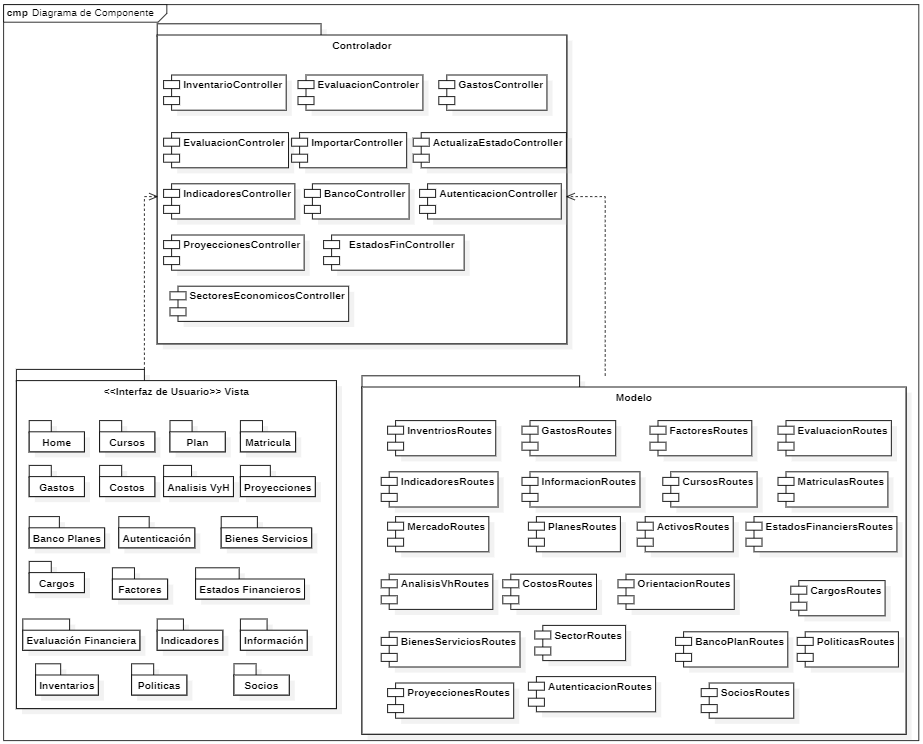 cmp Diagrama de Componente
Controlador
InventarioController
EvaluacionControler
GastosController
EvaluacionControler
ImportarController
ActualizaEstadoController
IndicadoresController
BancoController
AutenticacionController
ProyeccionesController
EstadosFinController
SectoresEconomicosController
<<Interfaz de Usuario>> Vista
Home
Cursos
Plan
Matricula
Gastos
Costos
Analisis VyH
Proyecciones
Banco Planes
Autenticación
Bienes Servicios
Cargos
Factores
Estados Financieros
Evaluación Financiera
Indicadores
Información
Inventarios
Politicas
Socios
Modelo
InventriosRoutes
GastosRoutes
FactoresRoutes
EvaluacionRoutes
IndicadoresRoutes
InformacionRoutes
CursosRoutes
MatriculasRoutes
MercadoRoutes
PlanesRoutes
ActivosRoutes
EstadosFinanciersRoutes
AnalisisVhRoutes
CostosRoutes
OrientacionRoutes
CargosRoutes
BienesServiciosRoutes
SectorRoutes
BancoPlanRoutes
PoliticasRoutes
ProyeccionesRoutes
AutenticacionRoutes
SociosRoutes